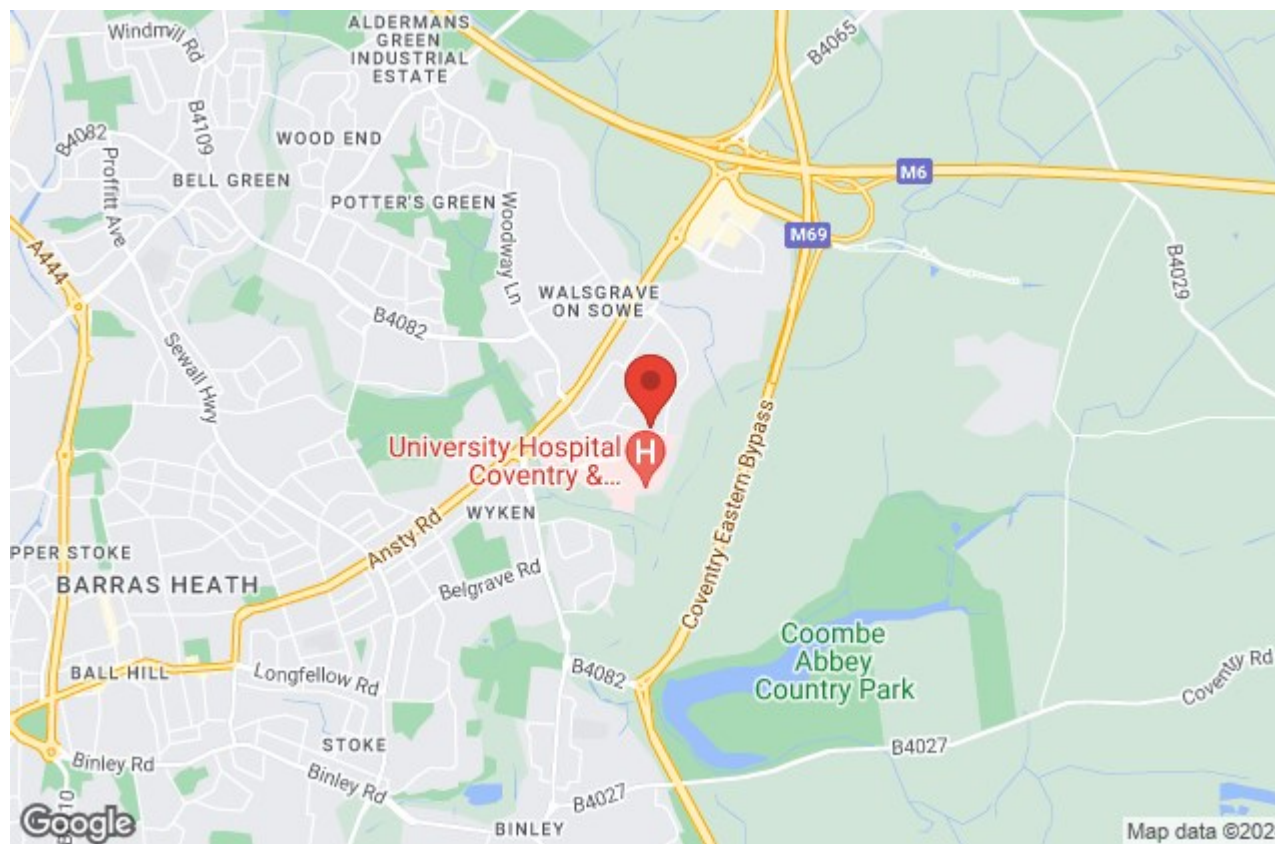 ALDERMANS
GREEN
INDUSTRIAL
ESTATE
Windmill Rd
B4065
B4109
B4082
WOOD END
Proffitt Ave
BELL GREEN
POTTER'S GREEN
M6
Woodway Ln
M69
A444
B4029
WALSGRAVE
ON SOWE
B4082
Sewall Hwy
University Hospital
Coventry &...
H
Coventry Eastern Bypass
WYKEN
Ansty Rd
PPER STOKE
BARRAS HEATH
Belgrave Rd
Coombe
Abbey
Country Park
BALL HILL
Longfellow Rd
B4082
Coventry Rd
STOKE
B4027
Binley Rd
Binley Rd
B4027
BINLEY
Google
Map data ©202